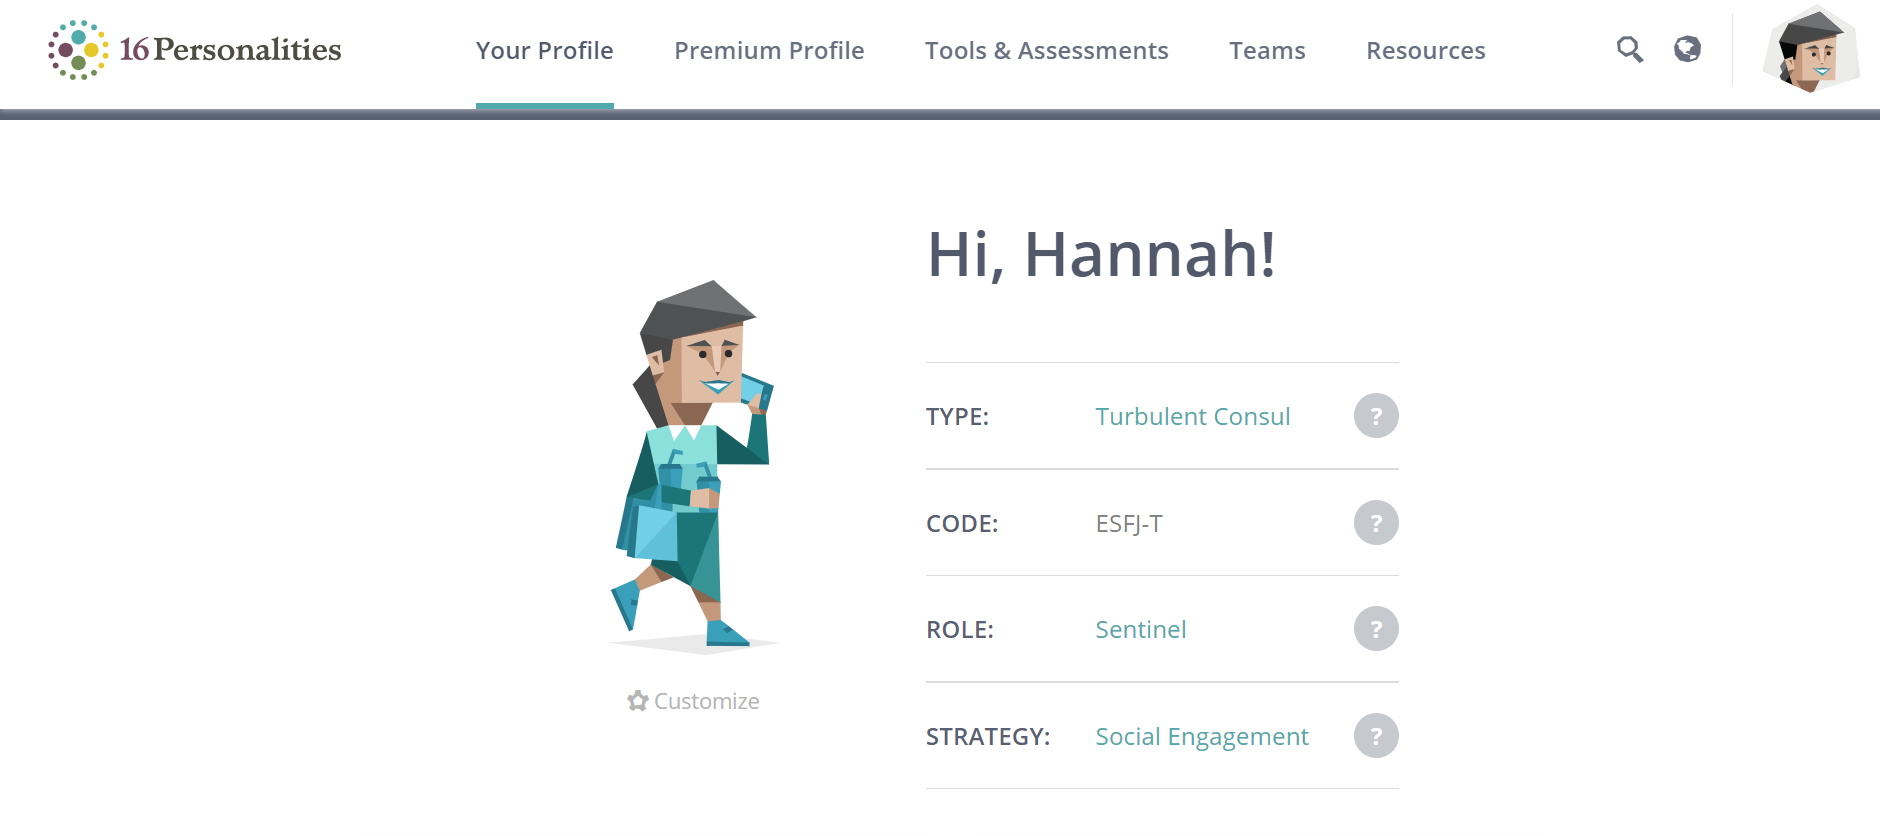 16Personalities
Your Profile Premium Profile Tools & Assessments Teams Resources
Hi, Hannah!
TYPE: Turbulent Consul ?
CODE: ESFJ-T ?
ROLE: Sentinel ?
STRATEGY: Social Engagement ?
Customize